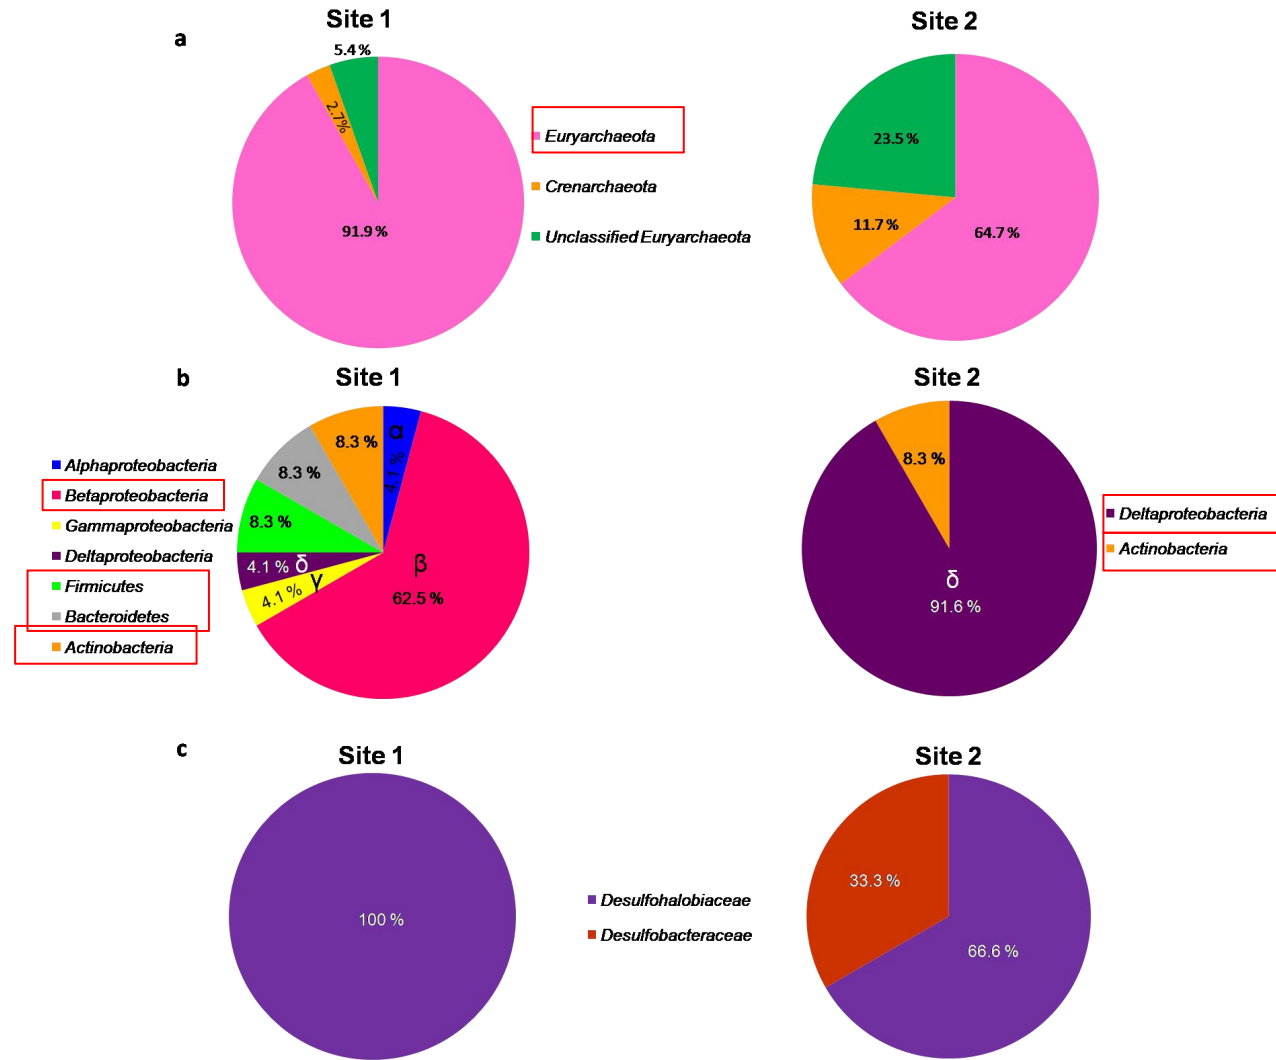 a
Site 1
Site 2
5.4 %
2.7%
91.9 %
Euryarchaeota
Crenarchaeota
Unclassified Euryarchaeota
23.5 %
11.7 %
64.7 %
b
Site 1
Site 2
Alphaproteobacteria
Betaproteobacteria
Gammaproteobacteria
Deltaproteobacteria
Firmicutes
Bacteroidetes
Actinobacteria
8.3 %
α
4.1 %
8.3 %
8.3 %
4.1 % δ
4.1 % γ
β
62.5 %
8.3 %
δ
91.6 %
Deltaproteobacteria
Actinobacteria
c
Site 1
Site 2
100 %
Desulfohalobiaceae
Desulfobacteraceae
33.3 %
66.6 %